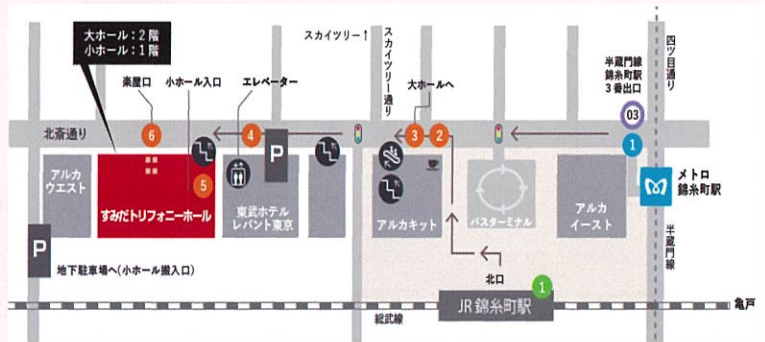 大ホール：2階
小ホール：1階
スカイツリー↑
スカイツリー通り
四ツ目通り
半蔵門線
錦糸町駅
3番出口
楽屋口
小ホール入口
エレベーター
大ホールへ
03
北斎通り
6
4
3
2
1
P
アルカ
ウエスト
すみだトリフォニーホール
5
東武ホテル
レバント東京
アルカキット
バスターミナル
アルカ
イースト
メトロ
錦糸町駅
P
地下駐車場へ(小ホール搬入口)
北口
半蔵門線
1
JR 錦糸町駅
総武線
亀戸